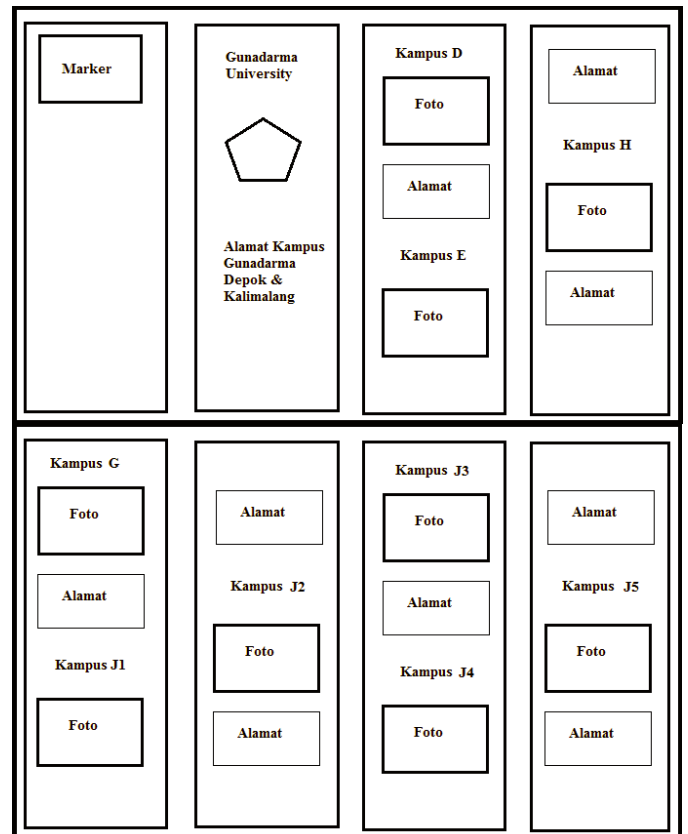 Marker
Gunadarma
University
Alamat Kampus
Gunadarma
Depok &
Kalimalang
Kampus D
Foto
Alamat
Kampus E
Foto
Alamat
Kampus H
Foto
Alamat
Kampus G
Foto
Alamat
Kampus J1
Foto
Alamat
Kampus J2
Foto
Alamat
Kampus J3
Foto
Alamat
Kampus J4
Foto
Alamat
Kampus J5
Foto
Alamat